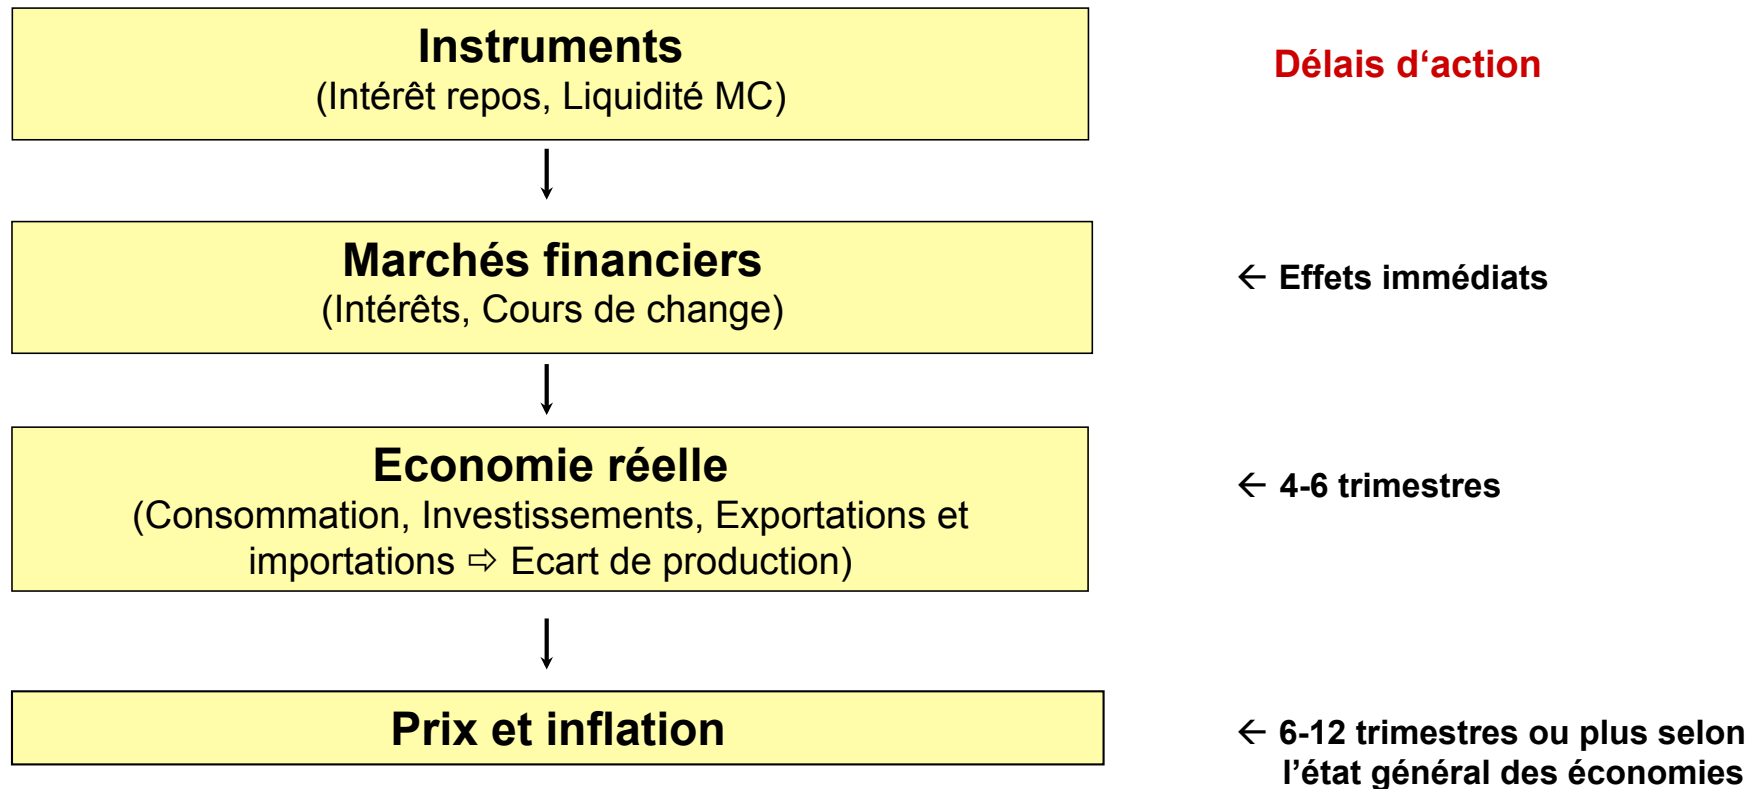 Instruments
(Intérêt repos, Liquidité MC)
Délais d‘action
Marchés financiers
(Intérêts, Cours de change)
← Effets immédiats
Economie réelle
(Consommation, Investissements, Exportations et
importations ⇨ Ecart de production)
← 4-6 trimestres
Prix et inflation
← 6-12 trimestres ou plus selon
l’état général des économies